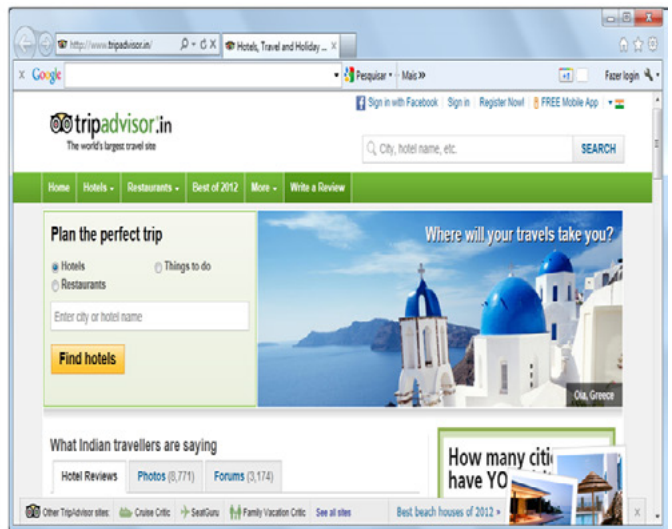 http://www.tripadvisor.in/
Hotels, Travel and Holiday ...
Google
Pesquisar
Mais »
Fazer login
Sign in with Facebook Sign in Register Now! FREE Mobile App
tripadvisor.in
The world's largest travel site
City, hotel name, etc.
SEARCH
Home Hotels Restaurants Best of 2012 More Write a Review
Plan the perfect trip
Where will your travels take you?
Hotels Things to do
Restaurants
Enter city or hotel name
Find hotels
Oia, Greece
What Indian travellers are saying
How many citi
have YO
Hotel Reviews Photos (8,771) Forums (3,174)
Other TripAdvisor sites: Cruise Critic SeatGuru Family Vacation Critic See all sites
Best beach houses of 2012 »